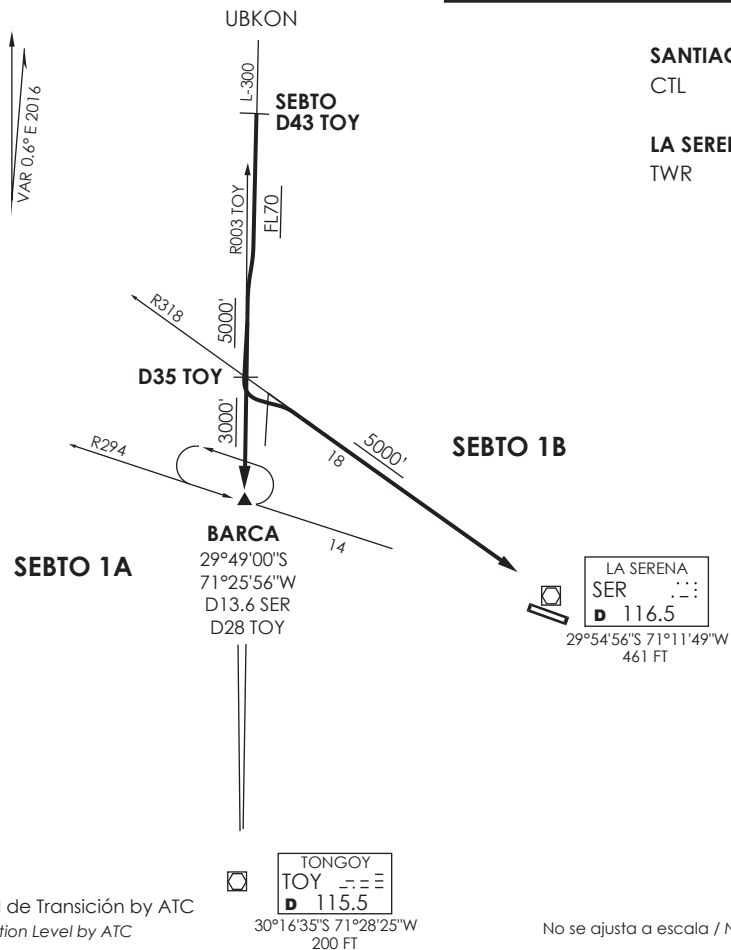 UBKON
VAR 0.6° E 2016
L-300
SEBTO
D43 TOY
SANTIAG
CTL
LA SEREN
TWR
R003 TOY
FL70
R318
5000'
D35 TOY
3000'
5000'
18
SEBTO 1B
R294
BARCA
14
29°49'00"S
71°25'56"W
D13.6 SER
D28 TOY
SEBTO 1A
LA SERENA
SER
D 116.5
29°54'56"S 71°11'49"W
461 FT
TONGOY
TOY
D 115.5
30°16'35"S 71°28'25"W
200 FT
l de Transición by ATC
tion Level by ATC
No se ajusta a escala / N